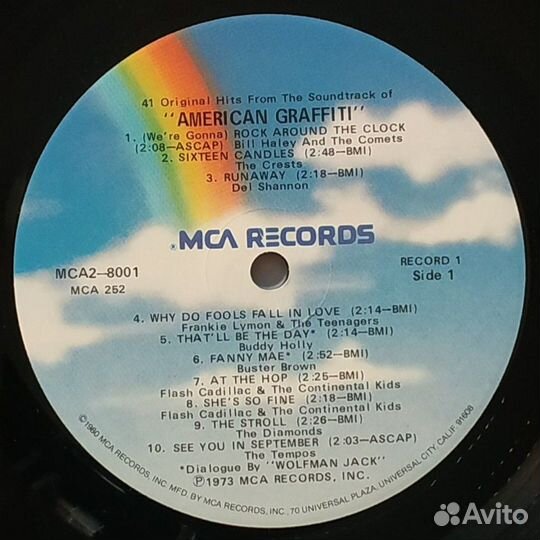 41 Original Hits From The Soundtrack of
"AMERICAN GRAFFITI"
1. (We're Gonna) ROCK AROUND THE CLOCK
(2:08—ASCAP) Bill Haley And The Comets
2. SIXTEEN CANDLES (2:48—BMI)
The Crests
3. RUNAWAY (2:18—BMI)
Del Shannon
® MCA RECORDS
MCA2-8001
MCA 252
RECORD 1
Side 1
4. WHY DO FOOLS FALL IN LOVE (2:14—BMI)
Frankie Lymon & The Teenagers
5. THAT'LL BE THE DAY* (2:14—BMI)
Buddy Holly
6. FANNY MAE* (2:52—BMI)
Buster Brown
7. AT THE HOP (2:25—BMI)
Flash Cadillac & The Continental Kids
8. SHE'S SO FINE (2:18—BMI)
Flash Cadillac & The Continental Kids
9. THE STROLL (2:26—BMI)
The Diamonds
10. SEE YOU IN SEPTEMBER (2:03—ASCAP)
The Tempos
*Dialogue By "WOLFMAN JACK"
℗1973 MCA RECORDS, INC.
©1980 MCA RECORDS, INC. MFD BY MCA RECORDS, INC., 70 UNIVERSAL PLAZA, UNIVERSAL CITY, CALIF. 91608
Avito